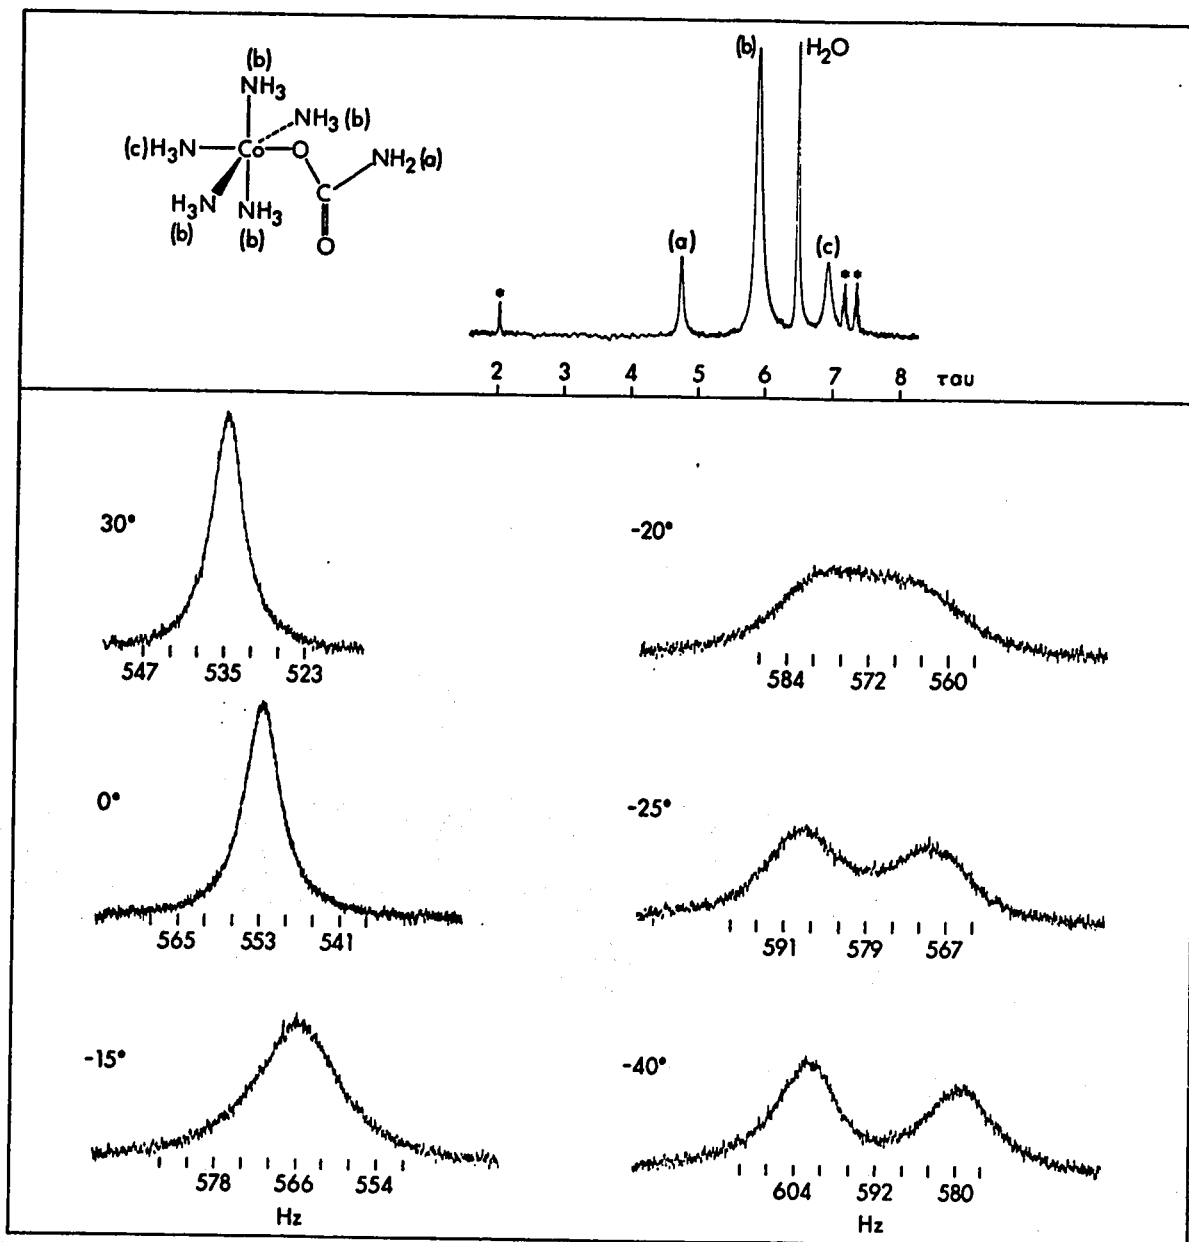 (b)
NH3
NH3 (b)
(c) H3N Co O
NH2 (a)
C
H3N
NH3
(b)
(b)
O
(b)
H2O
(a)
(c)
*
* *
2 3 4 5 6 7 8 τau
30°
547 535 523
0°
565 553 541
-15°
578 566 554
Hz
-20°
584 572 560
-25°
591 579 567
-40°
604 592 580
Hz